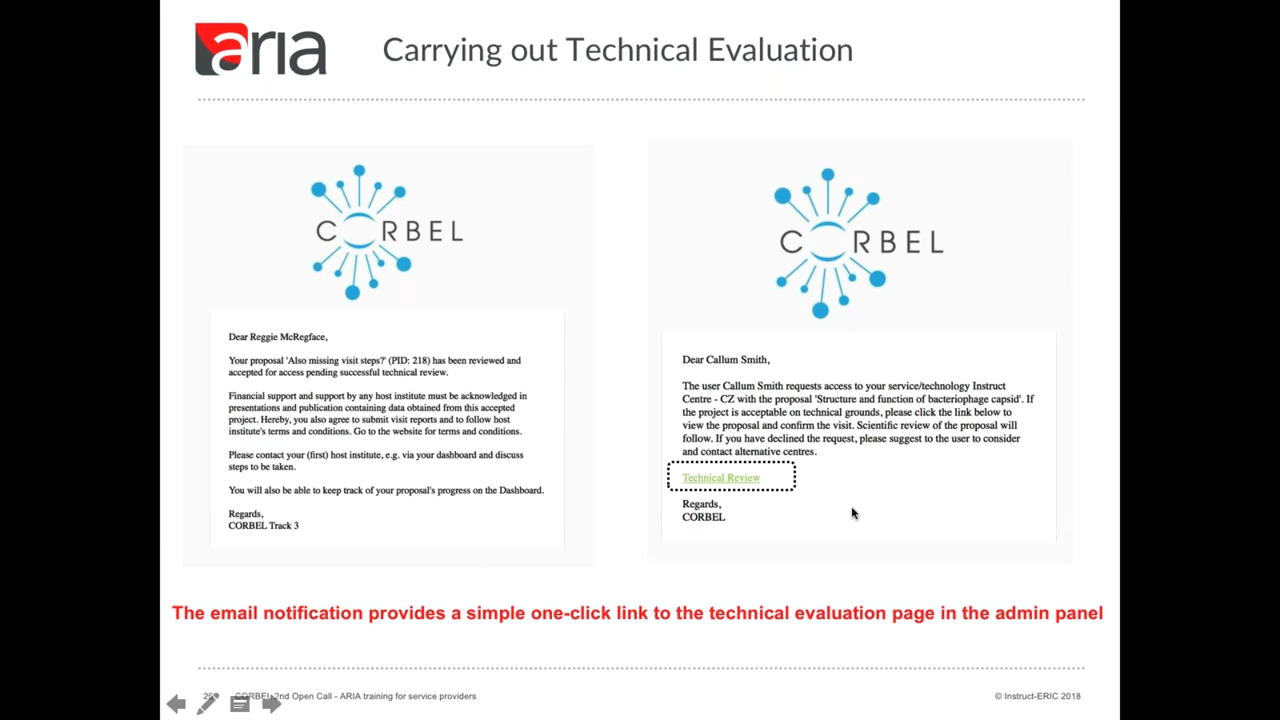 aria
Carrying out Technical Evaluation
CORBEL
Dear Reggie McRegface,
Your proposal 'Also missing visit steps?' (PID: 218) has been reviewed and
accepted for access pending successful technical review.
Financial support and support by any host institute must be acknowledged in
presentations and publication containing data obtained from this accepted
project. Hereby, you also agree to submit visit reports and to follow host
institute's terms and conditions. Go to the website for terms and conditions.
Please contact your (first) host institute, e.g. via your dashboard and discuss
steps to be taken.
You will also be able to keep track of your proposal's progress on the Dashboard.
Regards,
CORBEL Track 3
CORBEL
Dear Callum Smith,
The user Callum Smith requests access to your service/technology Instruct
Centre - CZ with the proposal 'Structure and function of bacteriophage capsid'. If
the project is acceptable on technical grounds, please click the link below to
view the proposal and confirm the visit. Scientific review of the proposal will
follow. If you have declined the request, please suggest to the user to consider
and contact alternative centres.
Technical Review
Regards,
CORBEL
The email notification provides a simple one-click link to the technical evaluation page in the admin panel
CORBEL 2nd Open Call - ARIA training for service providers
© Instruct-ERIC 2018